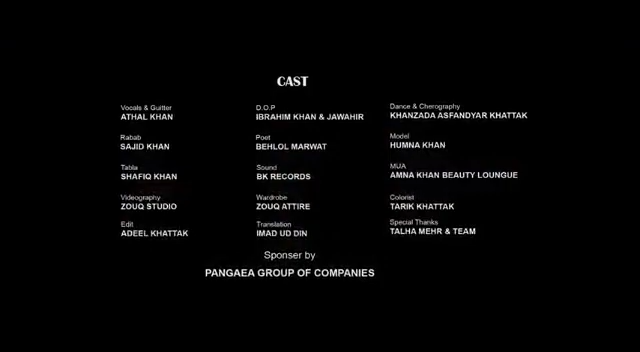 CAST
Vocals & Guitter
ATHAL KHAN
Rabab
SAJID KHAN
Tabla
SHAFIQ KHAN
Videography
ZOUQ STUDIO
Edit
ADEEL KHATTAK
D.O.P
IBRAHIM KHAN & JAWAHIR
Poet
BEHLOL MARWAT
Sound
BK RECORDS
Wardrobe
ZOUQ ATTIRE
Translation
IMAD UD DIN
Dance & Cherography
KHANZADA ASFANDYAR KHATTAK
Model
HUMNA KHAN
MUA
AMNA KHAN BEAUTY LOUNGUE
Colorist
TARIK KHATTAK
Special Thanks
TALHA MEHR & TEAM
Sponser by
PANGAEA GROUP OF COMPANIES